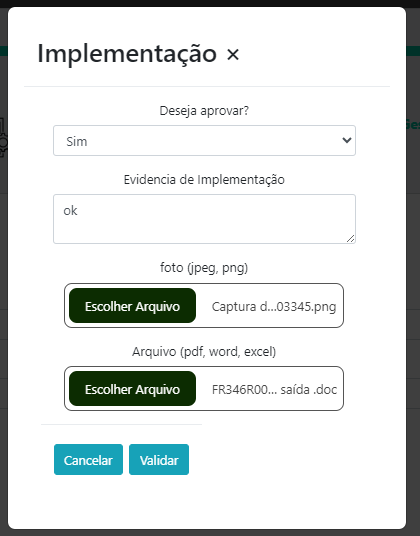 Implementação ×
Deseja aprovar?
Sim
Evidencia de Implementação
ok
foto (jpeg, png)
Escolher Arquivo Captura d...03345.png
Arquivo (pdf, word, excel)
Escolher Arquivo FR346R00... saída .doc
Cancelar Validar